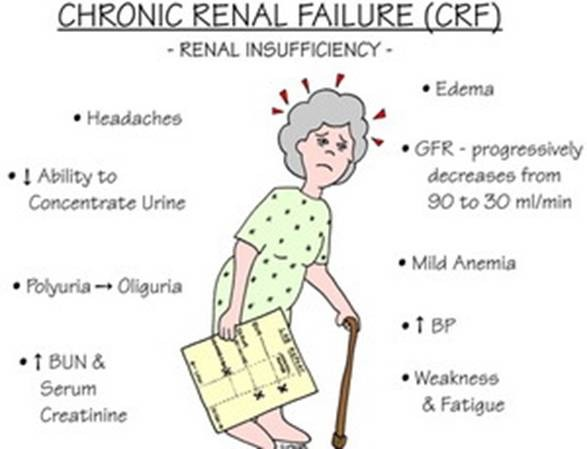 CHRONIC RENAL FAILURE (CRF)
- RENAL INSUFFICIENCY -
• Headaches
• ↓ Ability to
Concentrate Urine
• Polyuria → Oliguria
• ↑ BUN &
Serum
Creatinine
• Edema
• GFR - progressively
decreases from
90 to 30 ml/min
• Mild Anemia
• ↑ BP
• Weakness
& Fatigue